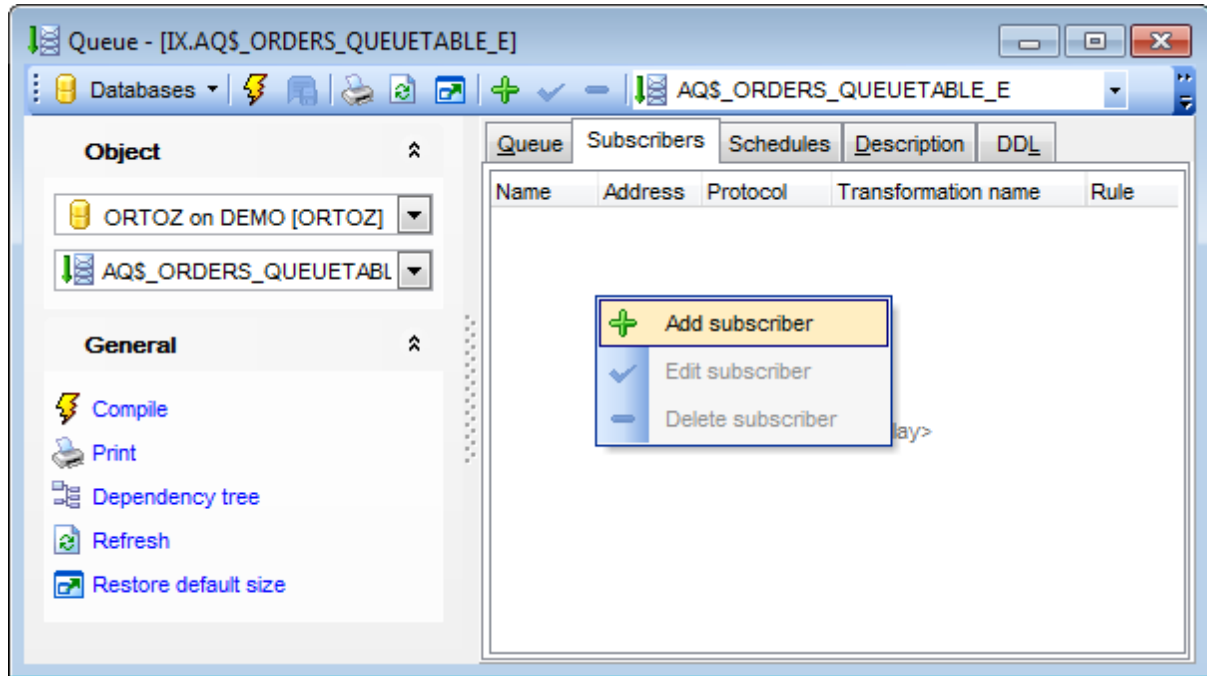 Queue - [IX.AQ$_ORDERS_QUEUETABLE_E]
Databases AQ$_ORDERS_QUEUETABLE_E
Object
ORTOZ on DEMO [ORTOZ]
AQ$_ORDERS_QUEUETABL
General
Compile
Print
Dependency tree
Refresh
Restore default size
Queue Subscribers Schedules Description DDL
Name Address Protocol Transformation name Rule
Add subscriber
Edit subscriber
Delete subscriber
lay>